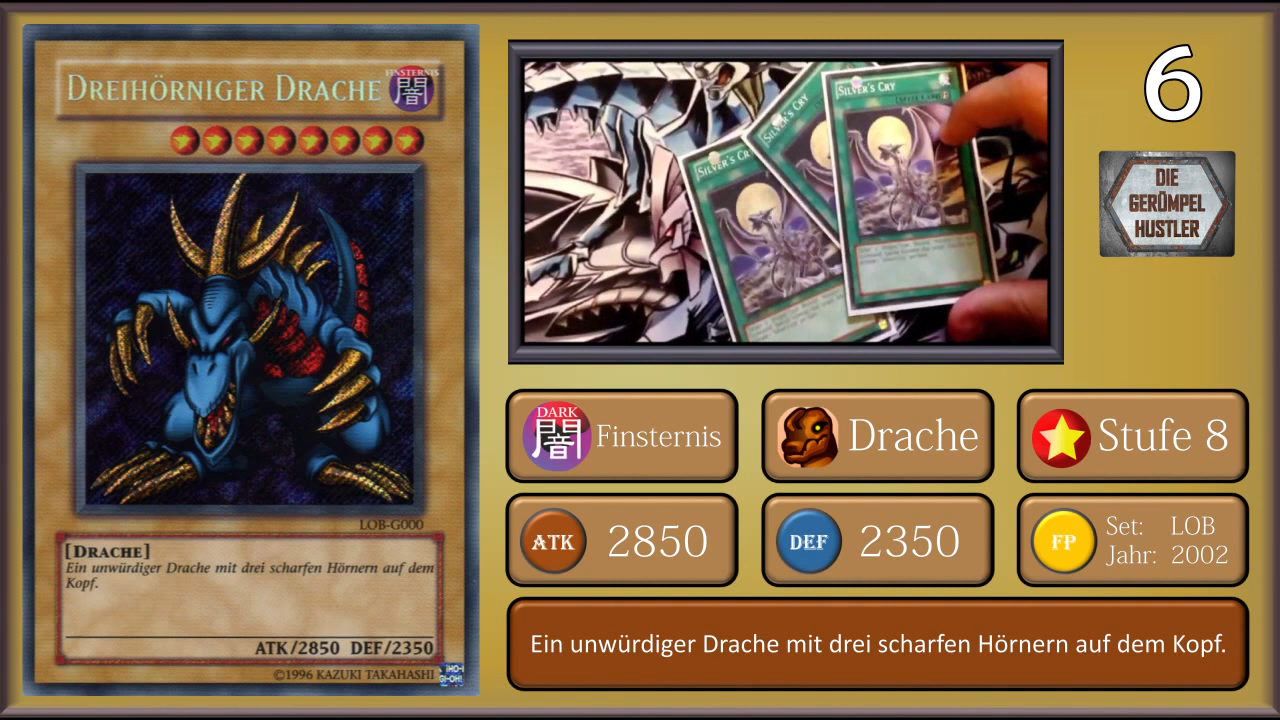 DREIHÖRNIGER DRACHE
FINSTERNIS
闇
LOB-G000
[DRACHE]
Ein unwürdiger Drache mit drei scharfen Hörnern auf dem
Kopf.
ATK/2850 DEF/2350
©1996 KAZUKI TAKAHASHI
SILVER'S CRY
SILVER'S CRY
SILVER'S CRY
6
DIE
GERÜMPEL
HUSTLER
DARK
闇
Finsternis
Drache
Stufe 8
ATK
2850
DEF
2350
FP
Set: LOB
Jahr: 2002
Ein unwürdiger Drache mit drei scharfen Hörnern auf dem Kopf.